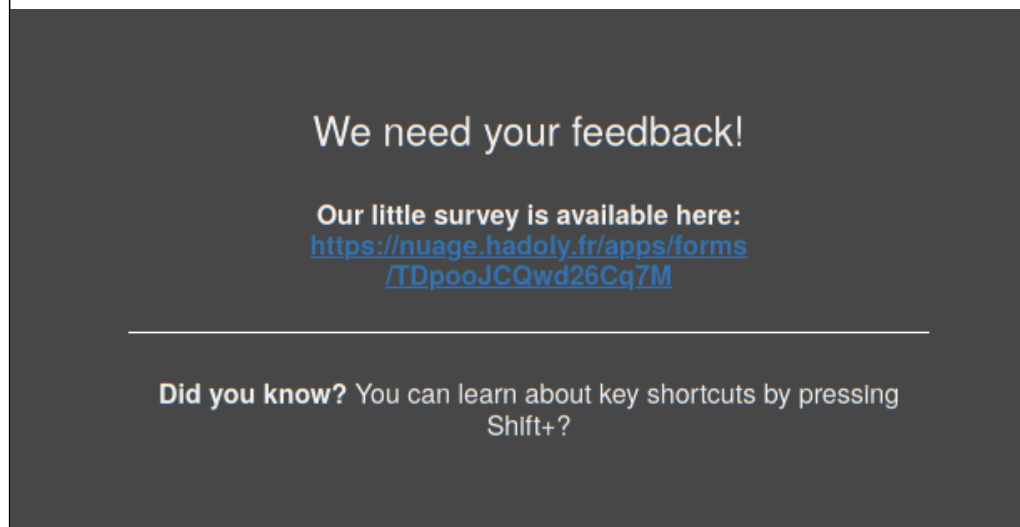 We need your feedback!
Our little survey is available here:
https://nuage.hadoly.fr/apps/forms
/TDpooJCQwd26Cq7M
Did you know? You can learn about key shortcuts by pressing
Shift+?